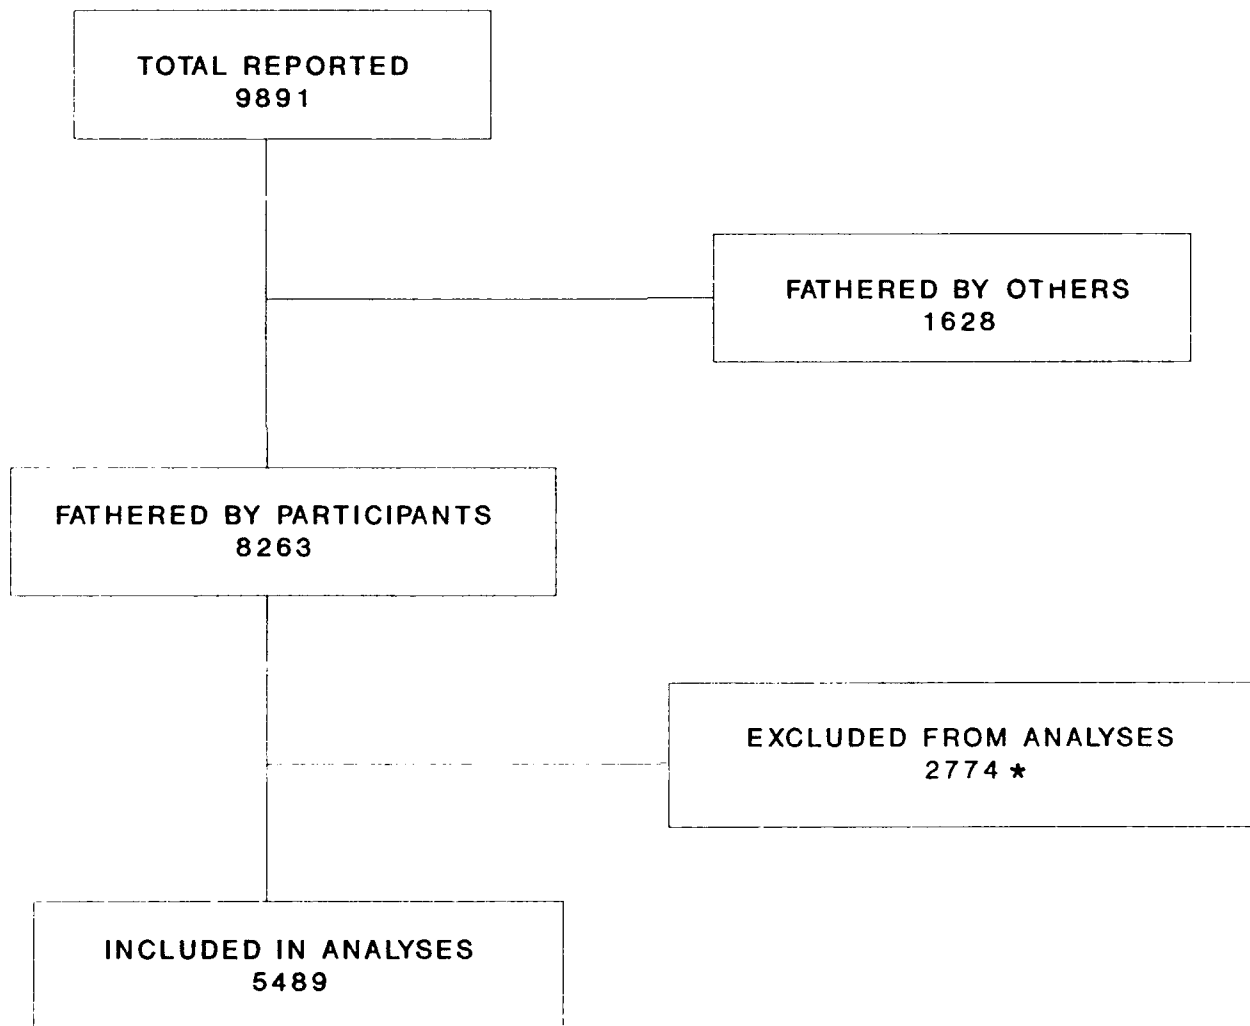 TOTAL REPORTED
9891
FATHERED BY OTHERS
1628
FATHERED BY PARTICIPANTS
8263
EXCLUDED FROM ANALYSES
2774 *
INCLUDED IN ANALYSES
5489